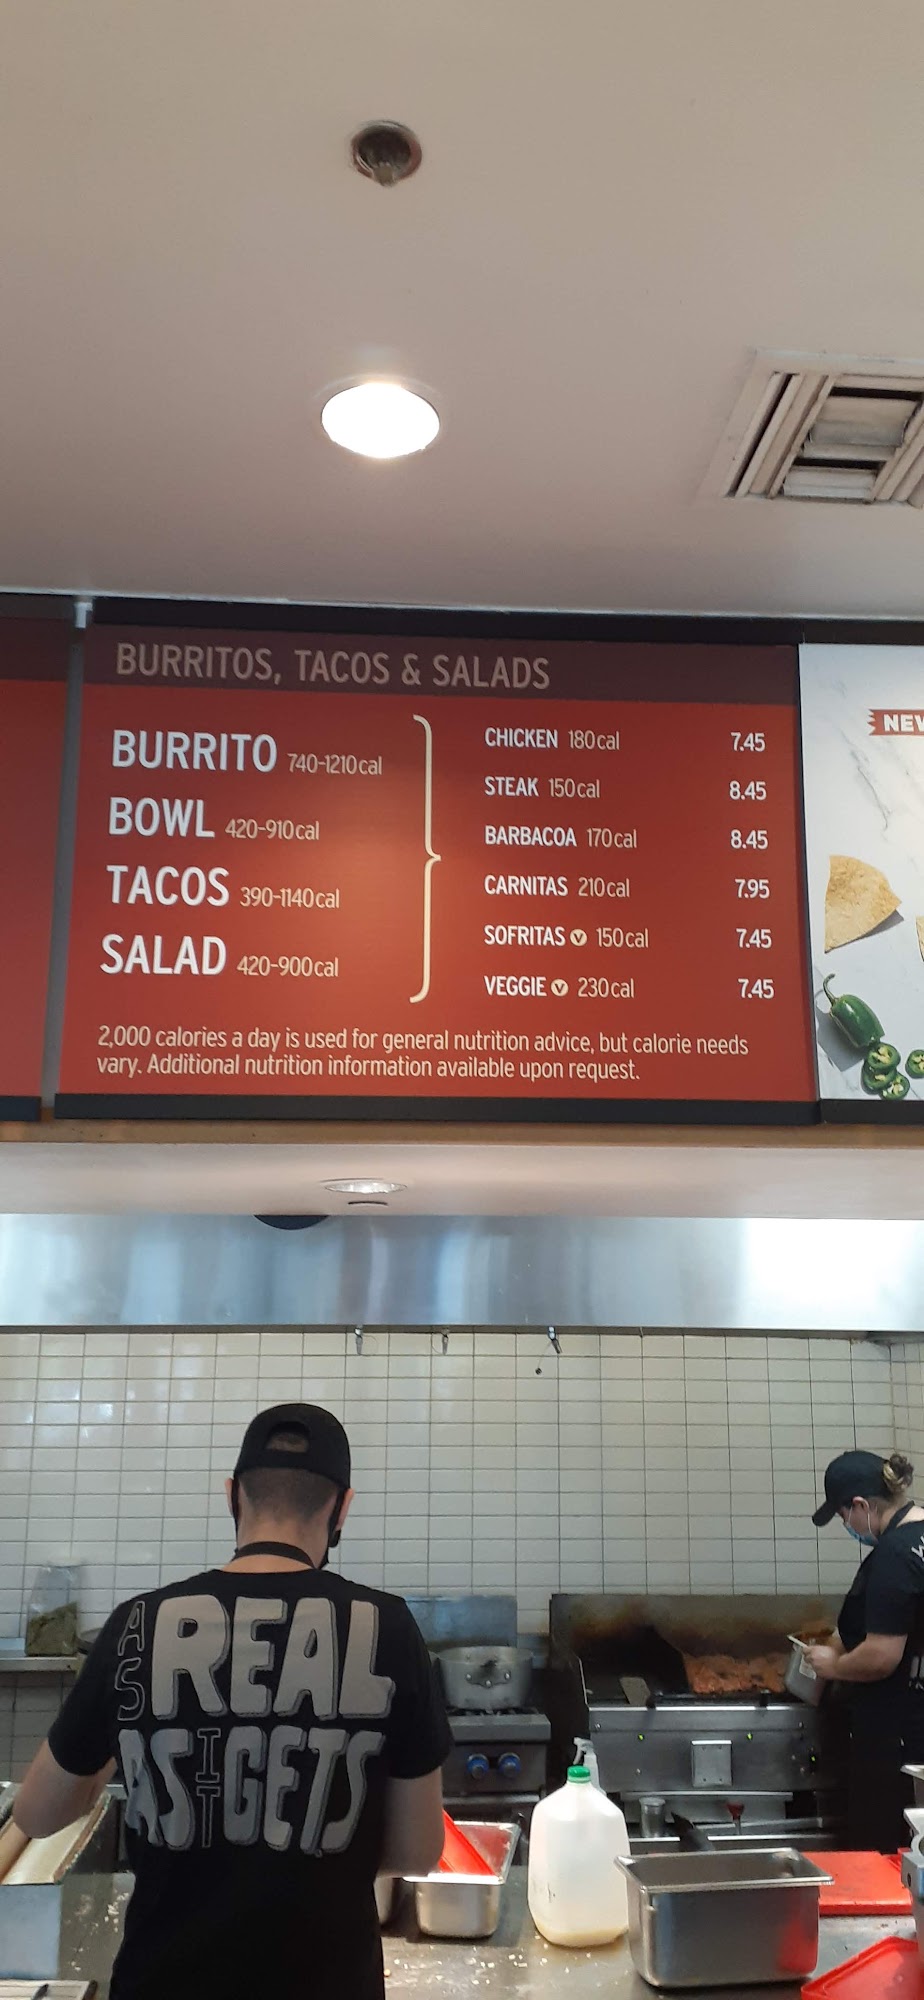 BURRITOS, TACOS & SALADS
BURRITO 740-1210cal
BOWL 420-910cal
TACOS 390-1140cal
SALAD 420-900cal
CHICKEN 180cal 7.45
STEAK 150cal 8.45
BARBACOA 170cal 8.45
CARNITAS 210cal 7.95
SOFRITAS V 150cal 7.45
VEGGIE V 230cal 7.45
2,000 calories a day is used for general nutrition advice, but calorie needs
vary. Additional nutrition information available upon request.
AS REAL
AS IT GETS